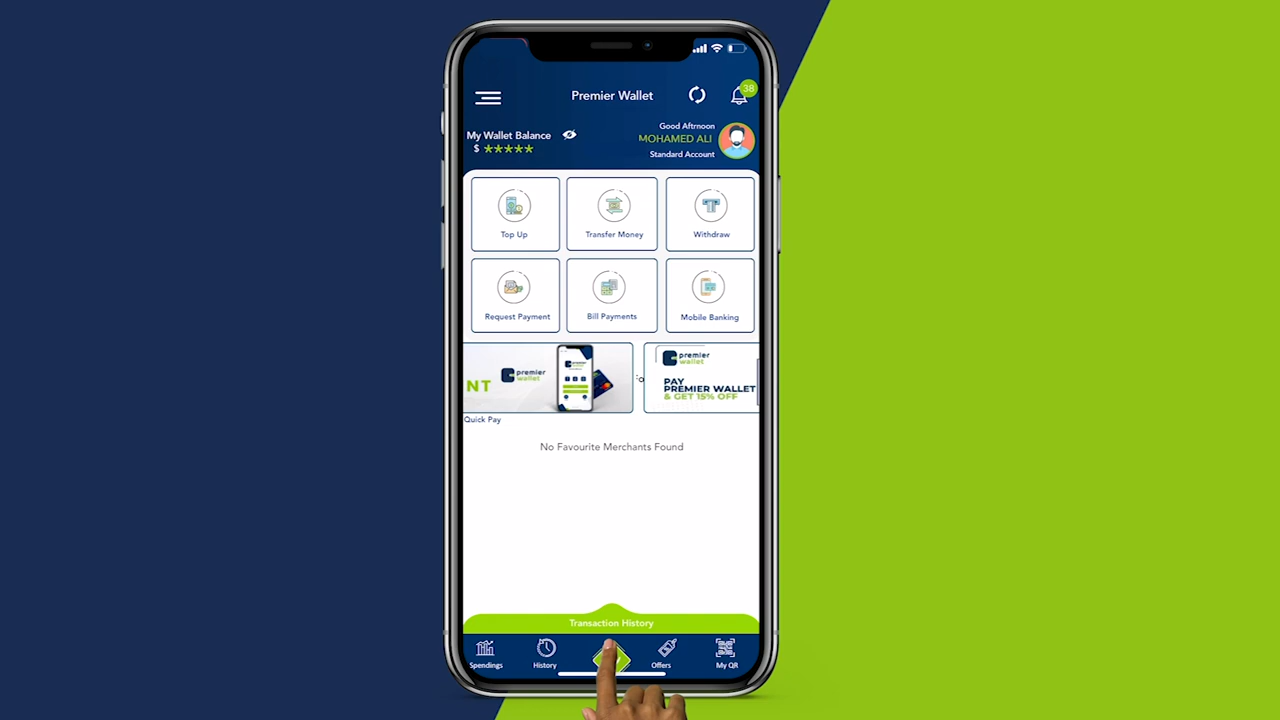 Premier Wallet
38
My Wallet Balance
$ *****
Good Aftrnoon
MOHAMED ALI
Standard Account
Top Up
Transfer Money
Withdraw
Request Payment
Bill Payments
Mobile Banking
NT
premier
wallet
premier
wallet
PAY
PREMIER WALLET
& GET 15% OFF
Quick Pay
No Favourite Merchants Found
Transaction History
Spendings
History
Offers
My QR